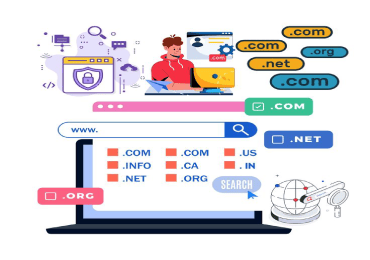 .com
.com
.org
.com
.net
.com
.COM
www.
.NET
.COM .COM .US
.INFO .CA . IN
.NET .ORG
SEARCH
.ORG